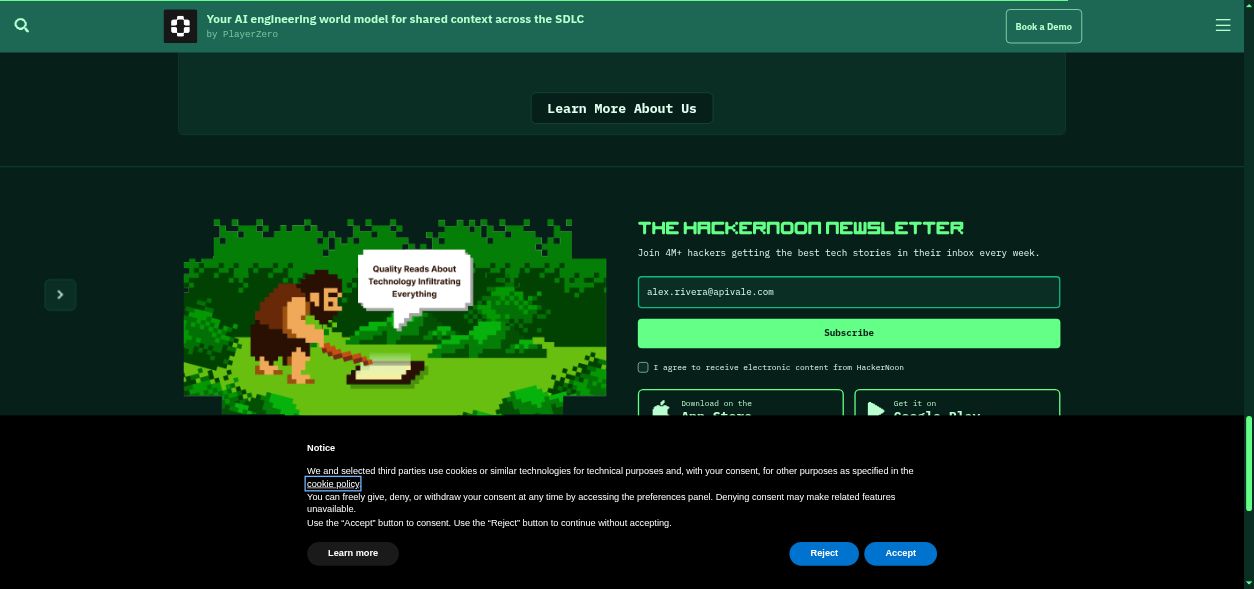 Your AI engineering world model for shared context across the SDLC
by PlayerZero
Book a Demo
Learn More About Us
Quality Reads About
Technology Infiltrating
Everything
THE HACKERNOON NEWSLETTER
Join 4M+ hackers getting the best tech stories in their inbox every week.
alex.rivera@apivale.com
Subscribe
I agree to receive electronic content from HackerNoon
Download on the
App Store
Get it on
Google Play
Notice
We and selected third parties use cookies or similar technologies for technical purposes and, with your consent, for other purposes as specified in the
cookie policy.
You can freely give, deny, or withdraw your consent at any time by accessing the preferences panel. Denying consent may make related features
unavailable.
Use the “Accept” button to consent. Use the “Reject” button to continue without accepting.
Learn more
Reject
Accept